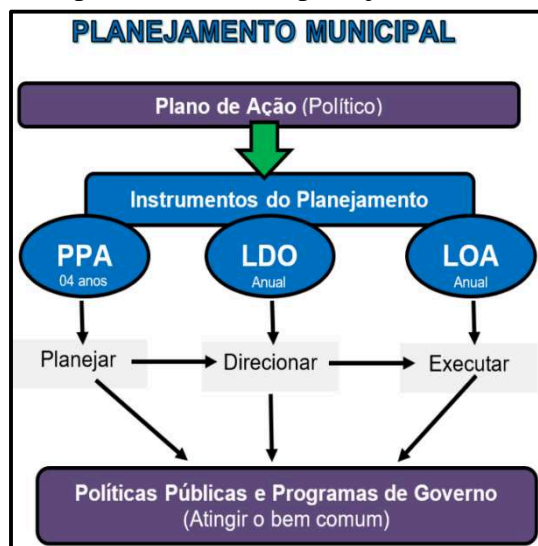 PLANEJAMENTO MUNICIPAL
Plano de Ação (Político)
Instrumentos do Planejamento
PPA
04 anos
LDO
Anual
LOA
Anual
Planejar
Direcionar
Executar
Políticas Públicas e Programas de Governo
(Atingir o bem comum)